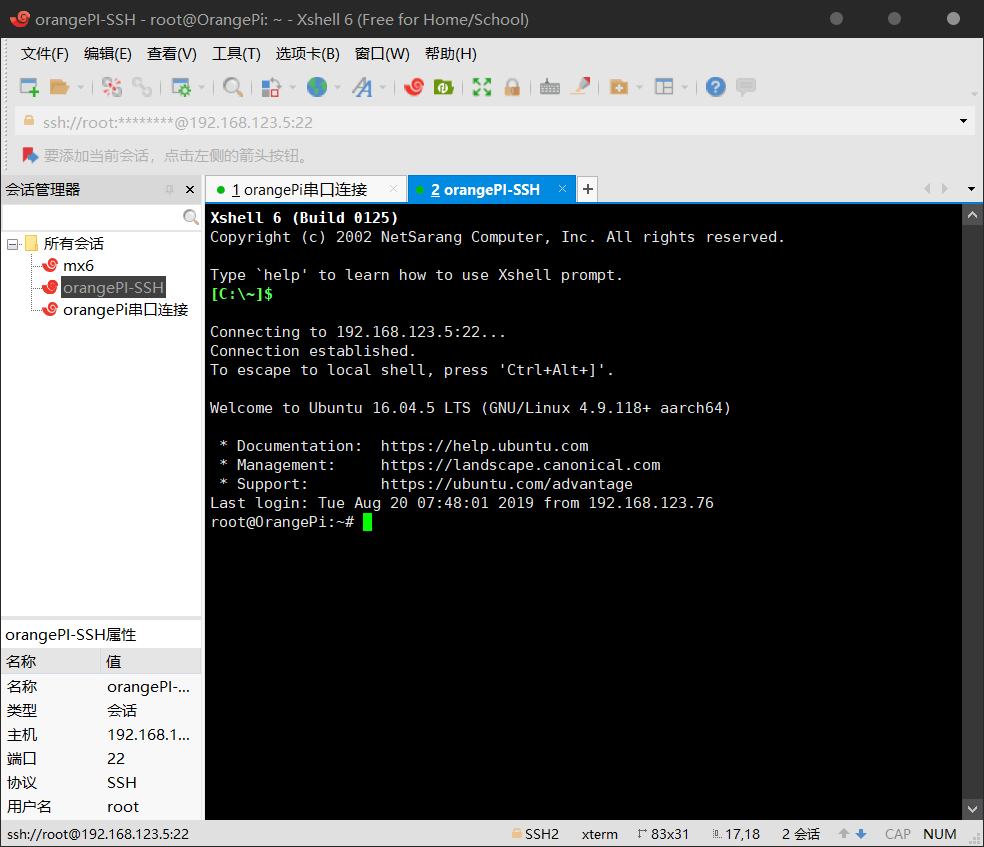 orangePI-SSH - root@OrangePi: ~ - Xshell 6 (Free for Home/School)
文件(F) 编辑(E) 查看(V) 工具(T) 选项卡(B) 窗口(W) 帮助(H)
ssh://root:********@192.168.123.5:22
要添加当前会话，点击左侧的箭头按钮。
会话管理器
所有会话
mx6
orangePI-SSH
orangePi串口连接
orangePI-SSH属性
名称 值
名称 orangePI-...
类型 会话
主机 192.168.1...
端口 22
协议 SSH
用户名 root
1 orangePi串口连接 2 orangePI-SSH
Xshell 6 (Build 0125)
Copyright (c) 2002 NetSarang Computer, Inc. All rights reserved.
Type `help' to learn how to use Xshell prompt.
[C:\~]$
Connecting to 192.168.123.5:22...
Connection established.
To escape to local shell, press 'Ctrl+Alt+]'.
Welcome to Ubuntu 16.04.5 LTS (GNU/Linux 4.9.118+ aarch64)
* Documentation:  https://help.ubuntu.com
* Management:     https://landscape.canonical.com
* Support:        https://ubuntu.com/advantage
Last login: Tue Aug 20 07:48:01 2019 from 192.168.123.76
root@OrangePi:~#
ssh://root@192.168.123.5:22 SSH2 xterm 83x31 17,18 2 会话 CAP NUM